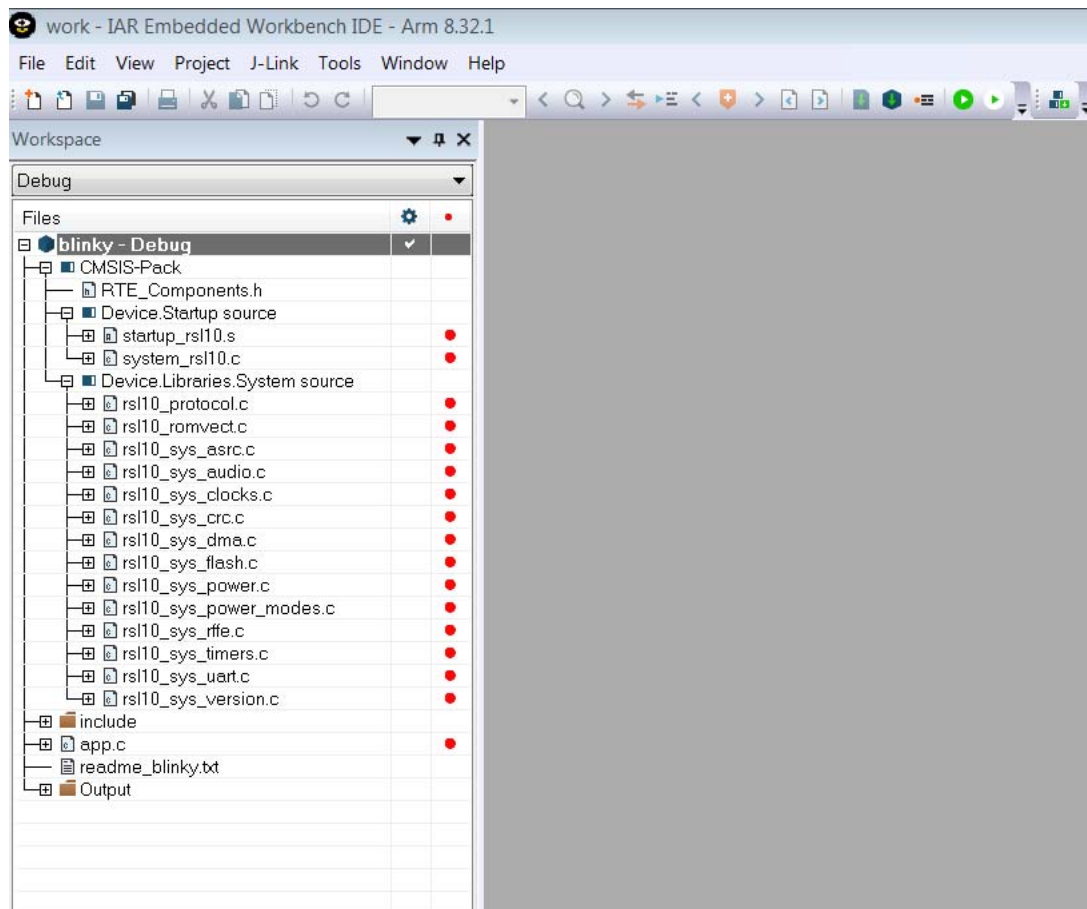 work - IAR Embedded Workbench IDE - Arm 8.32.1
File Edit View Project J-Link Tools Window Help
Workspace
Debug
Files
blinky - Debug
CMSIS-Pack
RTE_Components.h
Device.Startup source
startup_rsl10.s
system_rsl10.c
Device.Libraries.System source
rsl10_protocol.c
rsl10_romvect.c
rsl10_sys_asrc.c
rsl10_sys_audio.c
rsl10_sys_clocks.c
rsl10_sys_crc.c
rsl10_sys_dma.c
rsl10_sys_flash.c
rsl10_sys_power.c
rsl10_sys_power_modes.c
rsl10_sys_rffe.c
rsl10_sys_timers.c
rsl10_sys_uart.c
rsl10_sys_version.c
include
app.c
readme_blinky.txt
Output